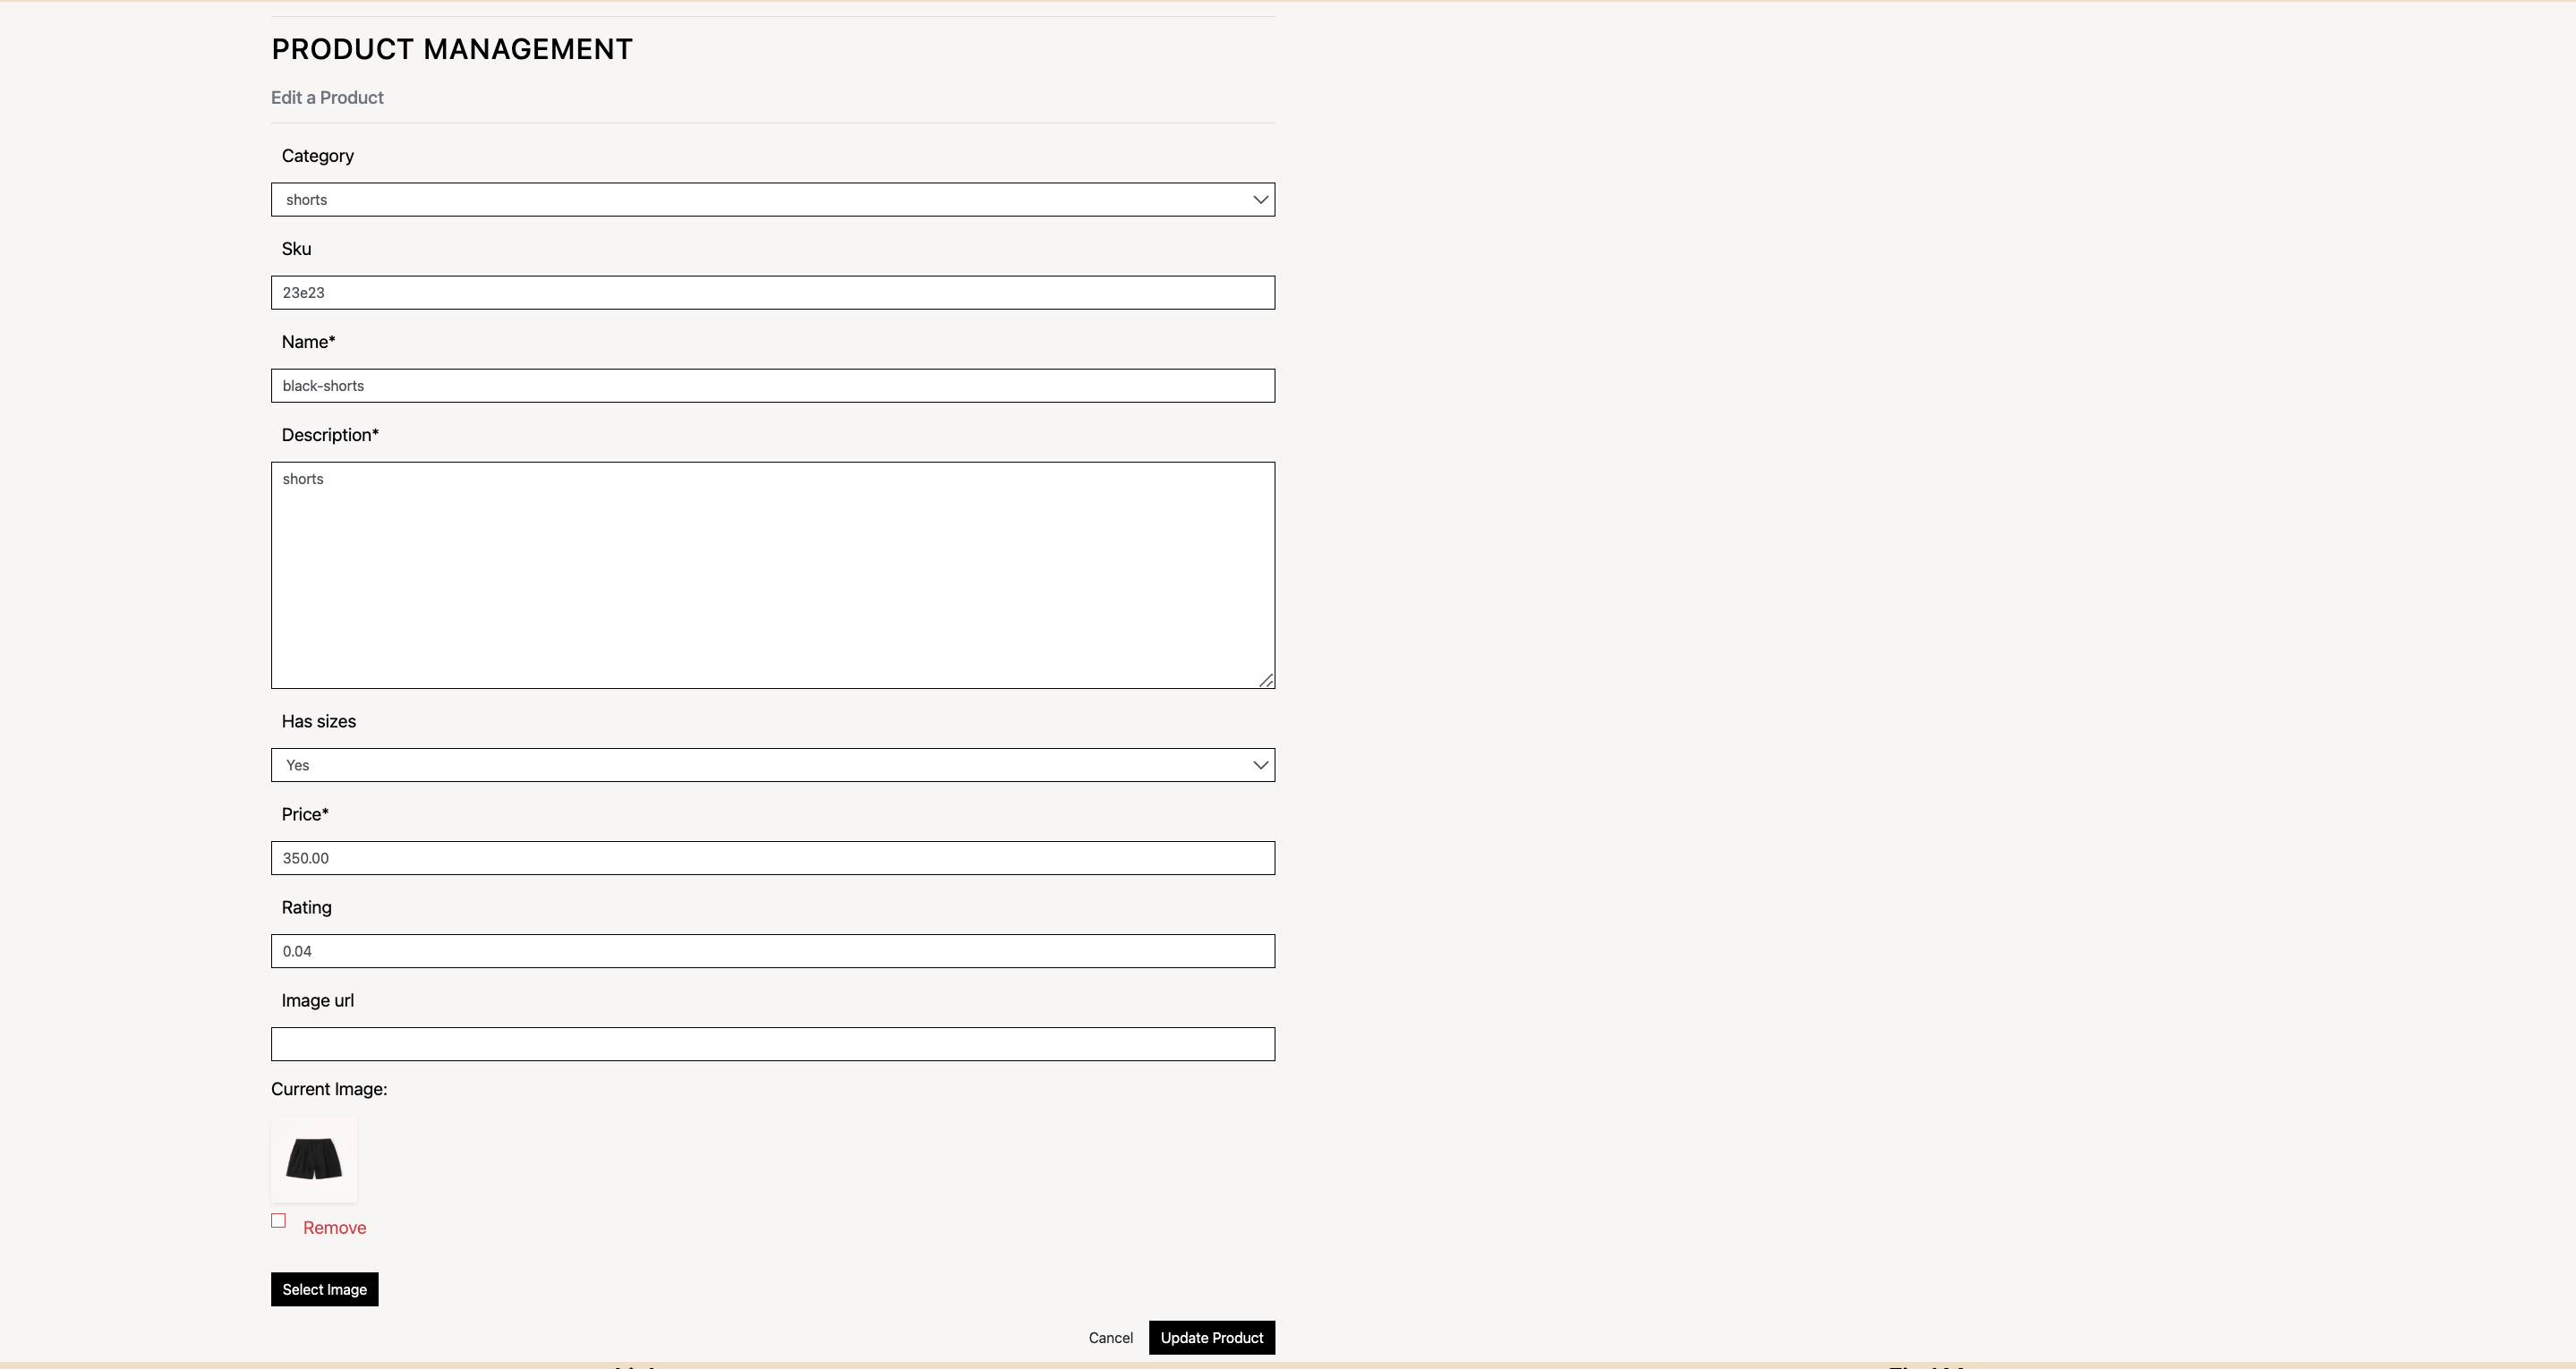 PRODUCT MANAGEMENT
Edit a Product
Category
shorts
Sku
23e23
Name*
black-shorts
Description*
shorts
Has sizes
Yes
Price*
350.00
Rating
0.04
Image url
Current Image:
Remove
Select Image
Cancel Update Product